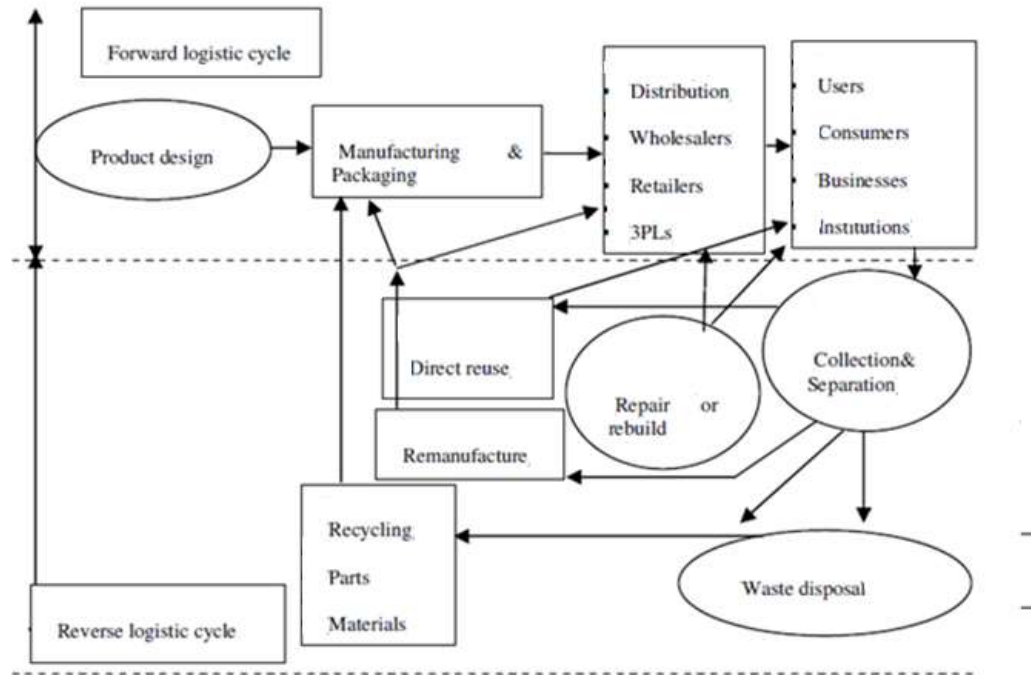 Forward logistic cycle
Product design
Manufacturing &
Packaging
Distribution
Wholesalers
Retailers
3PLs
Users
Consumers
Businesses
Institutions
Direct reuse
Repair or
rebuild
Collection&
Separation
Remanufacture
Recycling
Parts
Materials
Waste disposal
Reverse logistic cycle